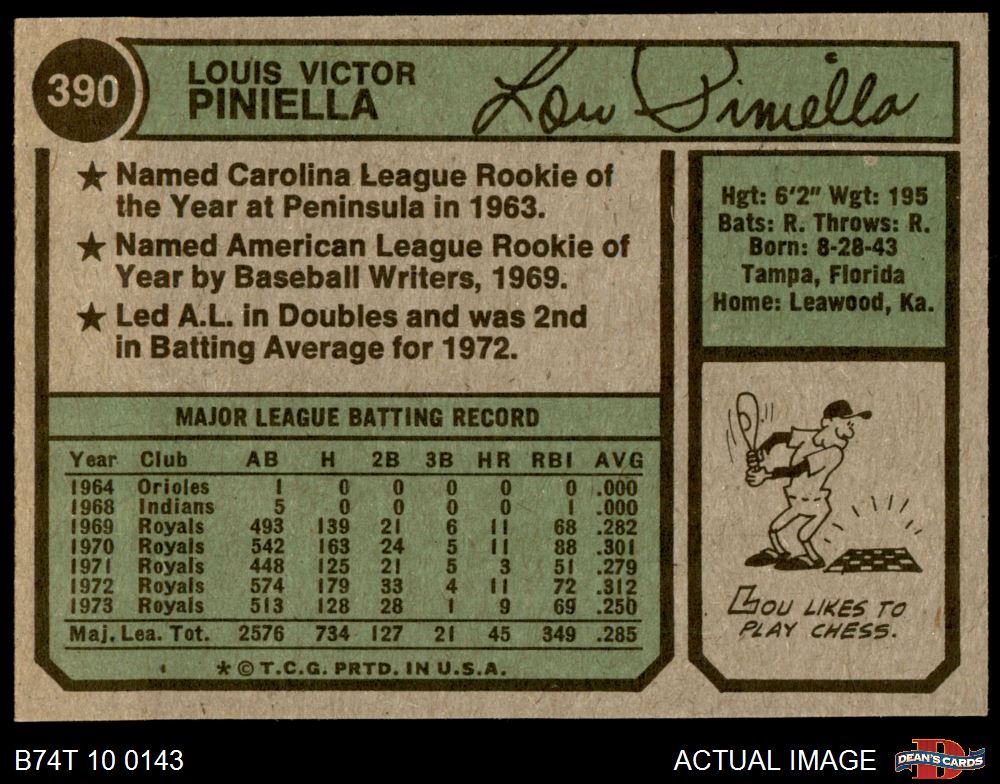 390
LOUIS VICTOR
PINIELLA
Lou Piniella
★ Named Carolina League Rookie of
the Year at Peninsula in 1963.
★ Named American League Rookie of
Year by Baseball Writers, 1969.
★ Led A.L. in Doubles and was 2nd
in Batting Average for 1972.
Hgt: 6'2" Wgt: 195
Bats: R. Throws: R.
Born: 8-28-43
Tampa, Florida
Home: Leawood, Ka.
MAJOR LEAGUE BATTING RECORD
Year Club AB H 2B 3B HR RBI AVG
1964 Orioles 1 0 0 0 0 0 .000
1968 Indians 5 0 0 0 0 1 .000
1969 Royals 493 139 21 6 11 68 .282
1970 Royals 542 163 24 5 11 88 .301
1971 Royals 448 125 21 5 3 51 .279
1972 Royals 574 179 33 4 11 72 .312
1973 Royals 513 128 28 1 9 69 .250
Maj. Lea. Tot. 2576 734 127 21 45 349 .285
* © T.C.G. PRTD. IN U.S.A.
LOU LIKES TO
PLAY CHESS.
B74T 10 0143
ACTUAL IMAGE
DEAN'S CARDS